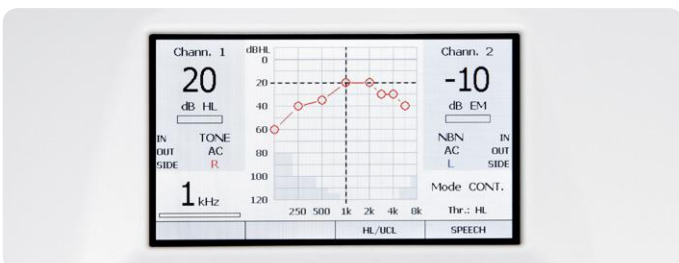 Chann. 1
20
dB HL
IN TONE
OUT AC
SIDE R
1 kHz
dBHL
0
20
40
60
80
100
120
250 500 1k 2k 4k 8k
Chann. 2
-10
dB EM
NBN IN
AC OUT
L SIDE
Mode CONT.
Thr.: HL
HL/UCL
SPEECH